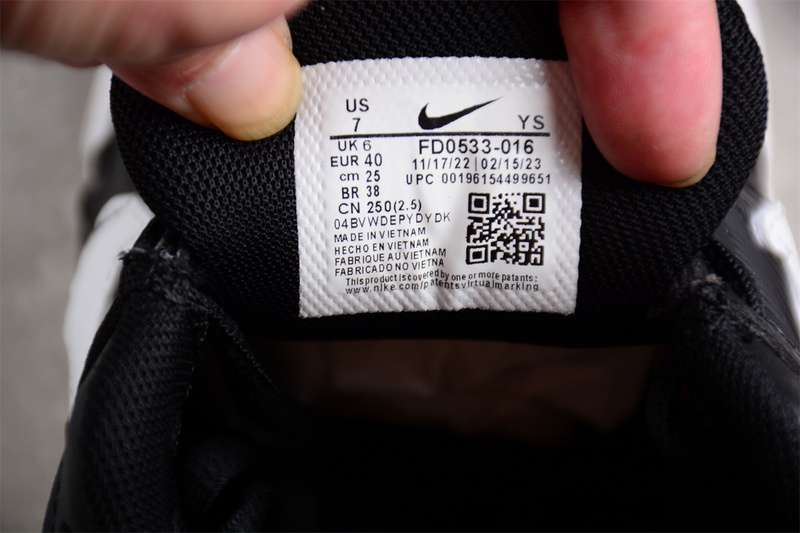 US
7
YS
UK 6
EUR 40
cm 25
BR 38
CN 250(2.5)
FD0533-016
11/17/22 | 02/15/23
UPC 00196154499651
04BVWDEPYDYDK
MADE IN VIETNAM
HECHO EN VIETNAM
FABRIQUE AU VIETNAM
FABRICADO NO VIETNA
This product is covered by one or more patents:
www.nike.com/patentsvirtualmarking